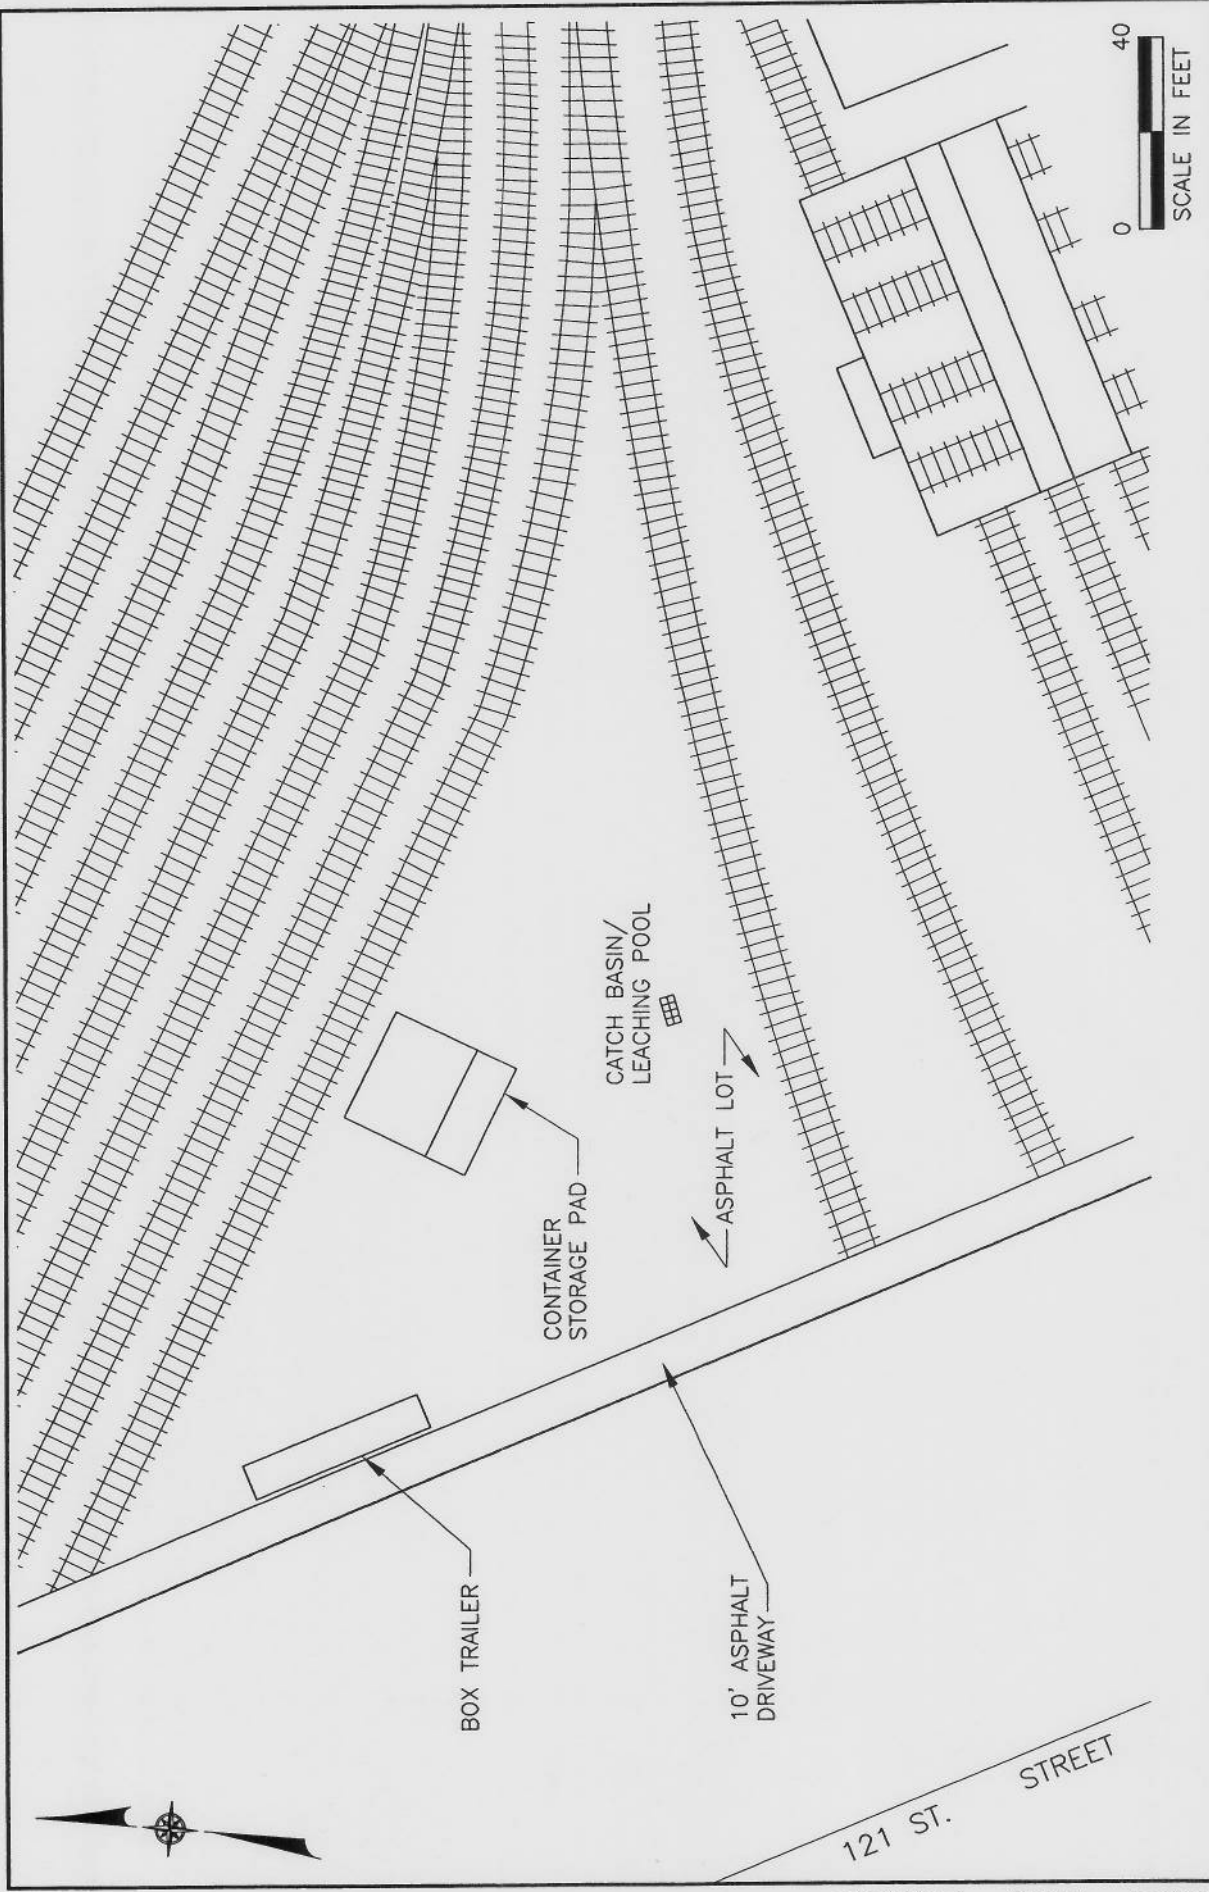 CATCH BASIN/
LEACHING POOL
ASPHALT LOT
CONTAINER
STORAGE PAD
BOX TRAILER
10' ASPHALT
DRIVEWAY
121 ST. STREET
0 40
SCALE IN FEET